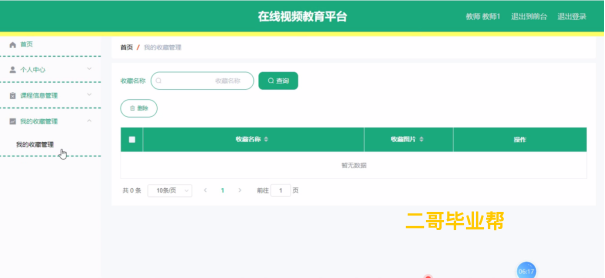 在线视频教育平台
教师 教师1 退出到前台 退出登录
首页
个人中心
课程信息管理
我的收藏管理
我的收藏管理
首页 / 我的收藏管理
收藏名称 收藏名称 查询
删除
收藏名称 收藏图片 操作
暂无数据
共 0 条 10条/页 1 前往 1 页
二哥毕业帮
06:17